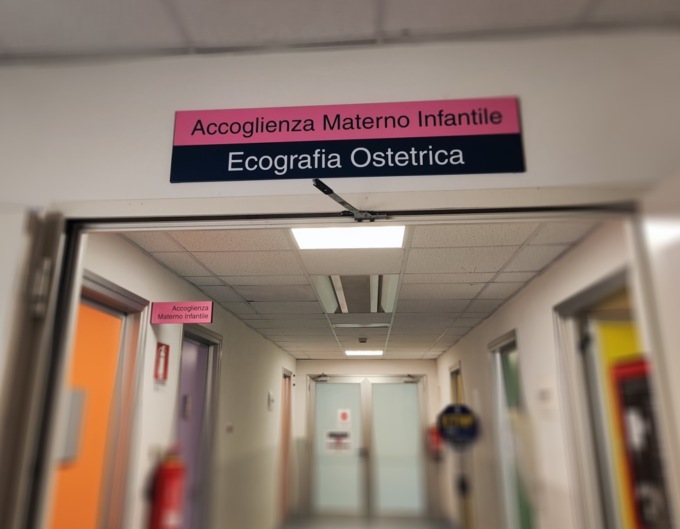 Accoglienza Materno Infantile
Ecografia Ostetrica
Accoglienza
Materno Infantile